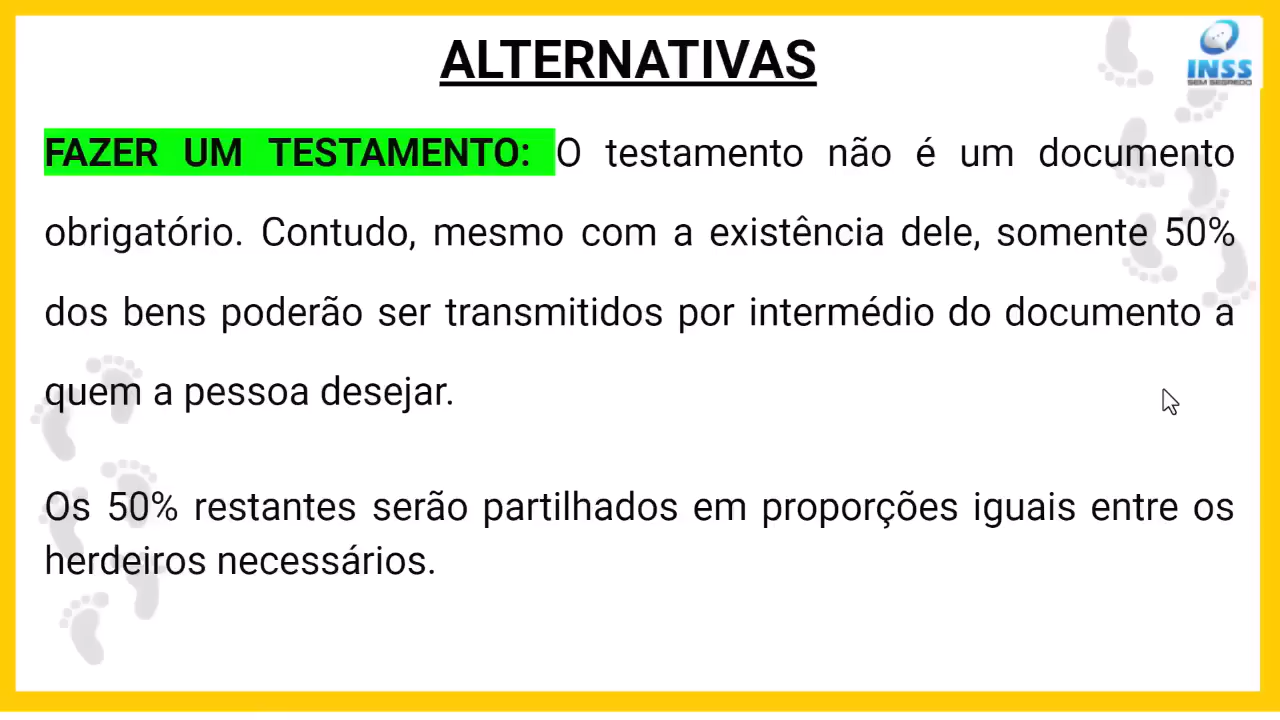 ALTERNATIVAS
INSS
SEM SEGREDO
FAZER UM TESTAMENTO: O testamento não é um documento
obrigatório. Contudo, mesmo com a existência dele, somente 50%
dos bens poderão ser transmitidos por intermédio do documento a
quem a pessoa desejar.
Os 50% restantes serão partilhados em proporções iguais entre os
herdeiros necessários.